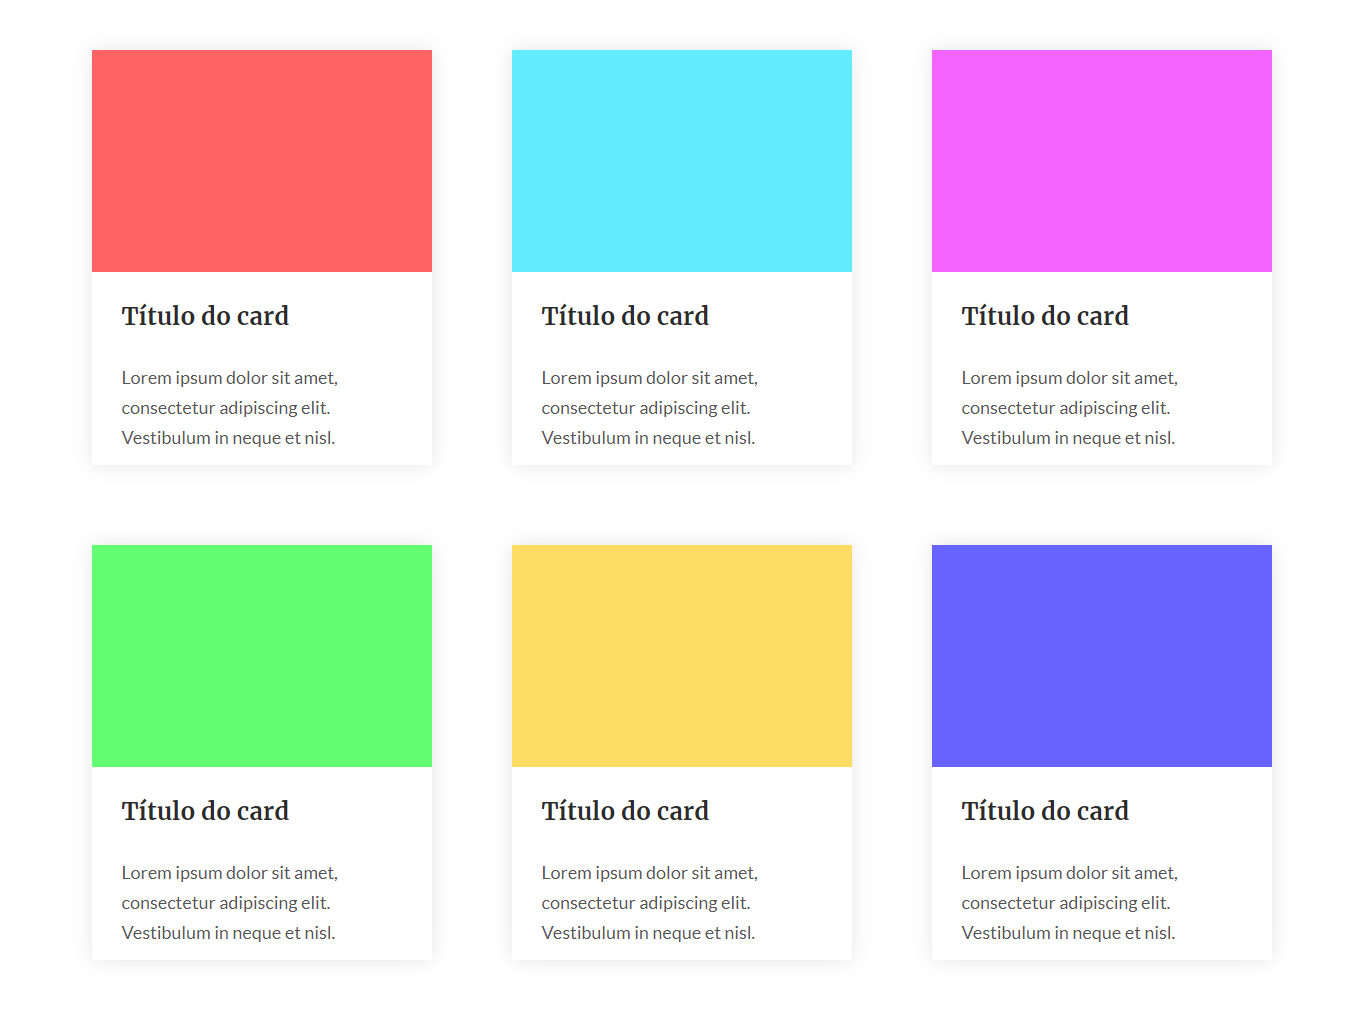 Título do card
Lorem ipsum dolor sit amet,
consectetur adipiscing elit.
Vestibulum in neque et nisl.
Título do card
Lorem ipsum dolor sit amet,
consectetur adipiscing elit.
Vestibulum in neque et nisl.
Título do card
Lorem ipsum dolor sit amet,
consectetur adipiscing elit.
Vestibulum in neque et nisl.
Título do card
Lorem ipsum dolor sit amet,
consectetur adipiscing elit.
Vestibulum in neque et nisl.
Título do card
Lorem ipsum dolor sit amet,
consectetur adipiscing elit.
Vestibulum in neque et nisl.
Título do card
Lorem ipsum dolor sit amet,
consectetur adipiscing elit.
Vestibulum in neque et nisl.